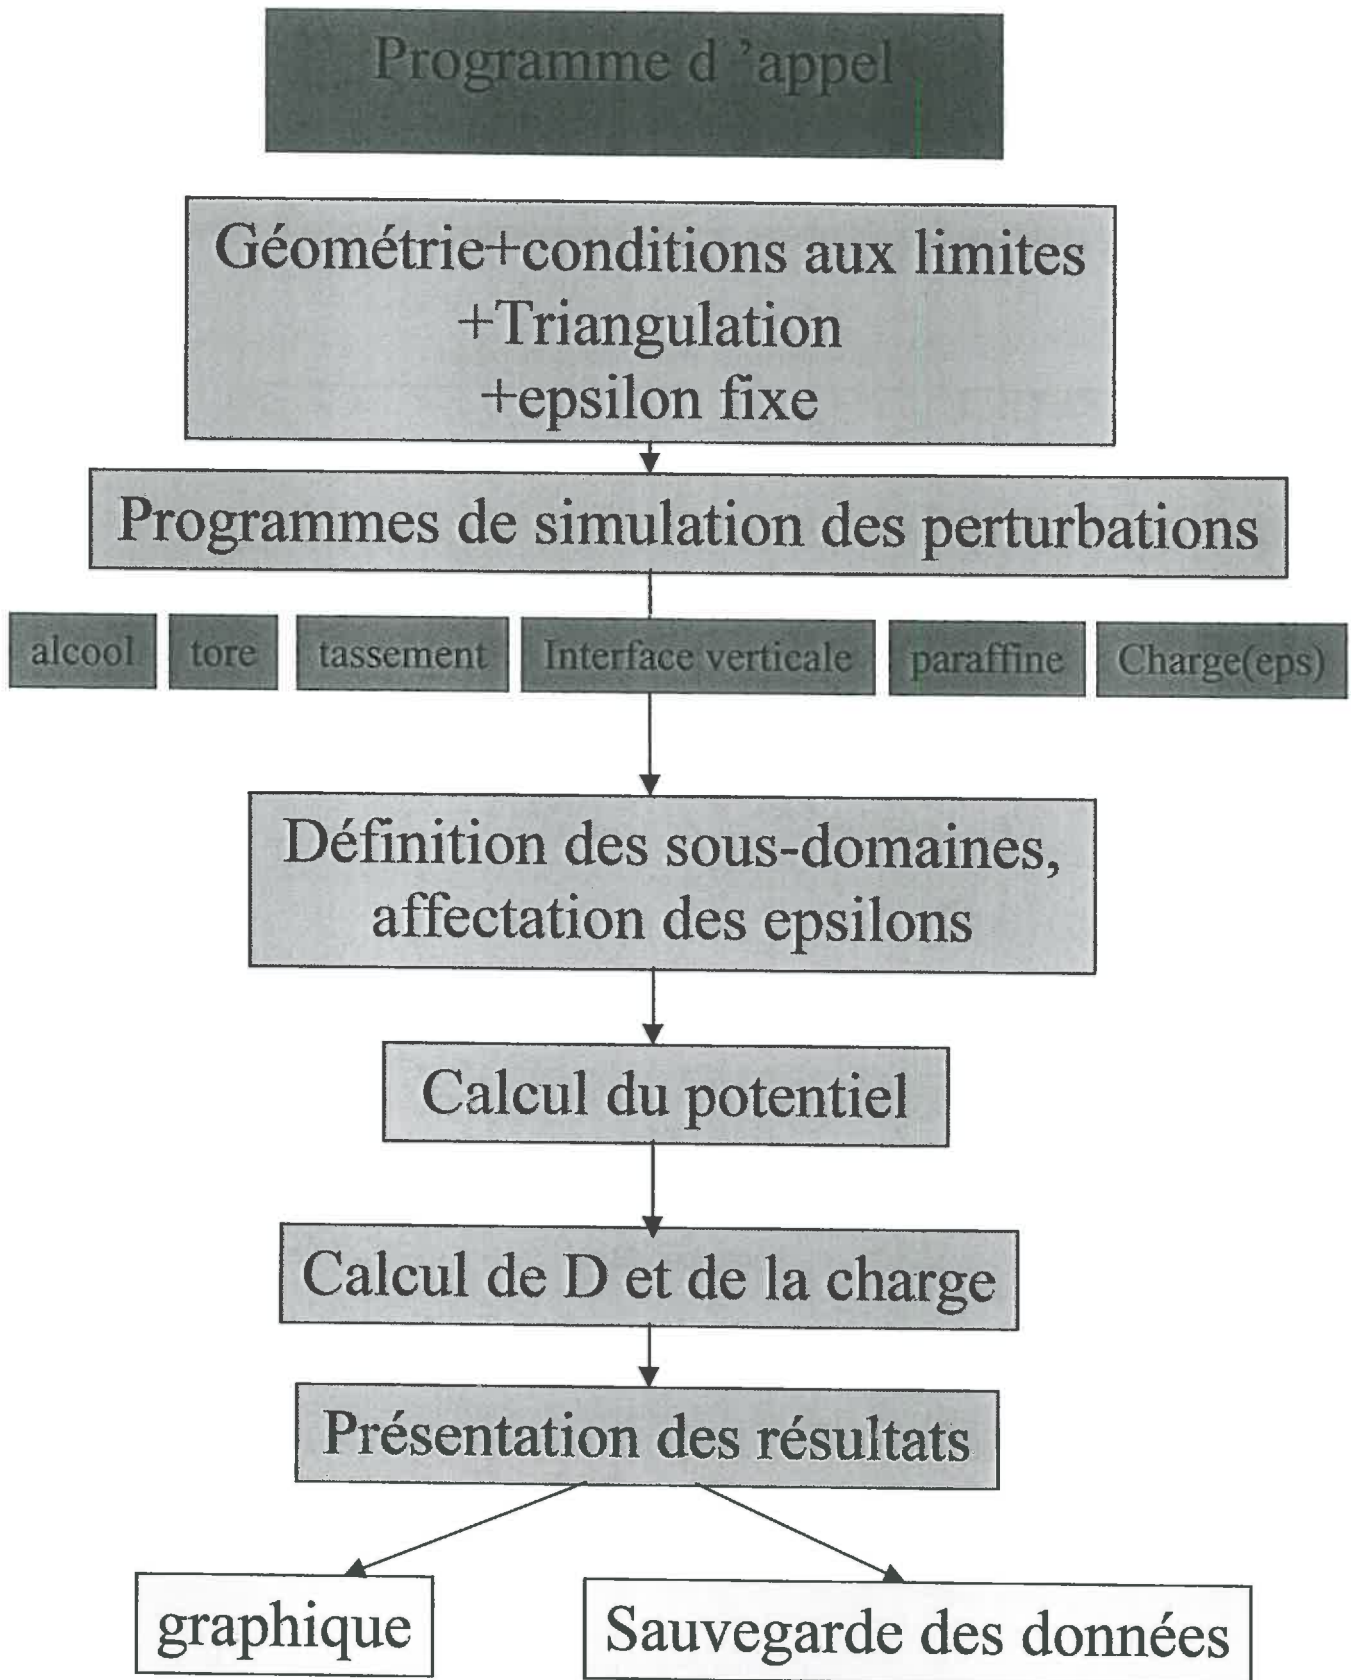 Programme d ’appel
Géométrie+conditions aux limites
+Triangulation
+epsilon fixe
Programmes de simulation des perturbations
alcool tore tassement Interface verticale paraffine Charge(eps)
Définition des sous-domaines,
affectation des epsilons
Calcul du potentiel
Calcul de D et de la charge
Présentation des résultats
graphique Sauvegarde des données